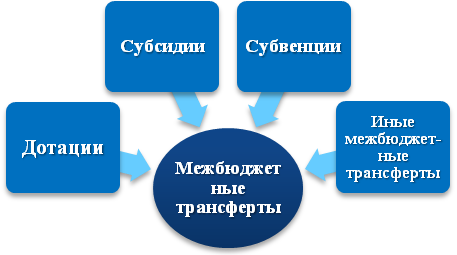 Субсидии
Субвенции
Дотации
Межбюджет
ные
трансферты
Иные
межбюджет-
ные
трансферты